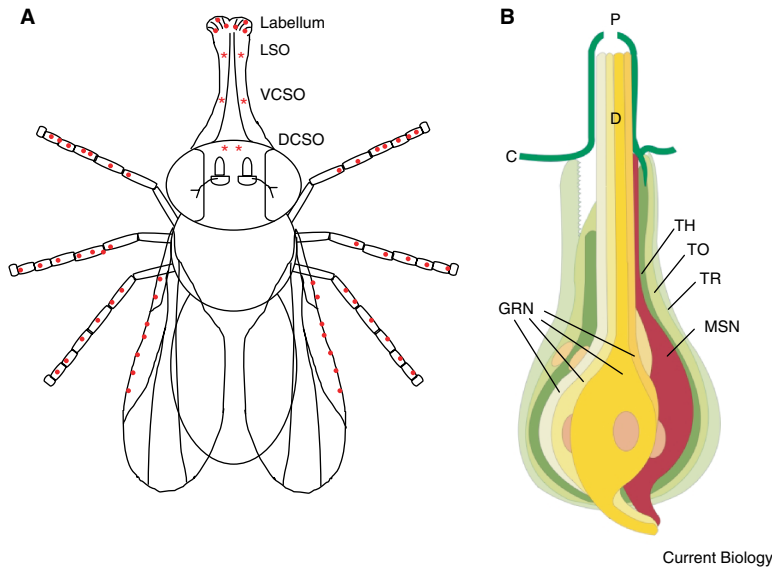 A
Labellum
LSO
VCSO
DCSO
B
P
D
C
TH
TO
TR
GRN
MSN
Current Biology